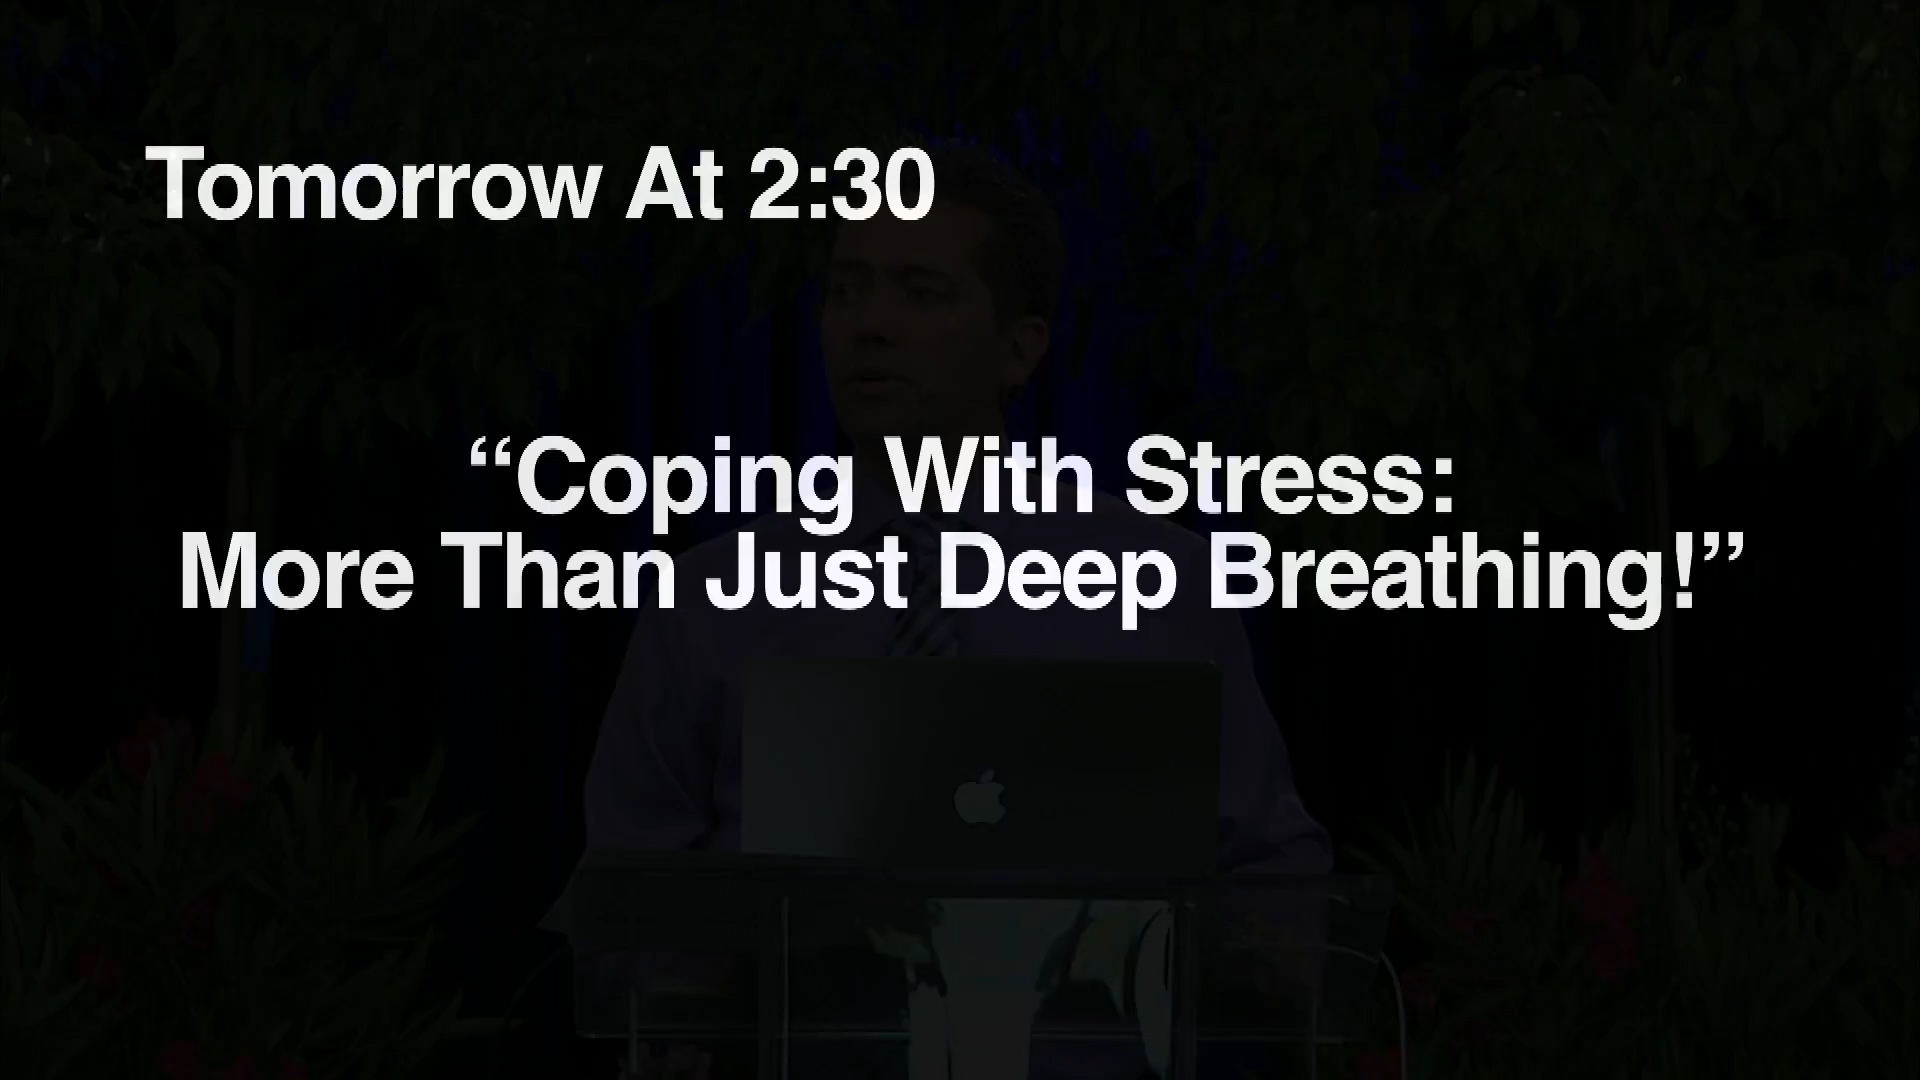 Tomorrow At 2:30
“Coping With Stress:
More Than Just Deep Breathing!”